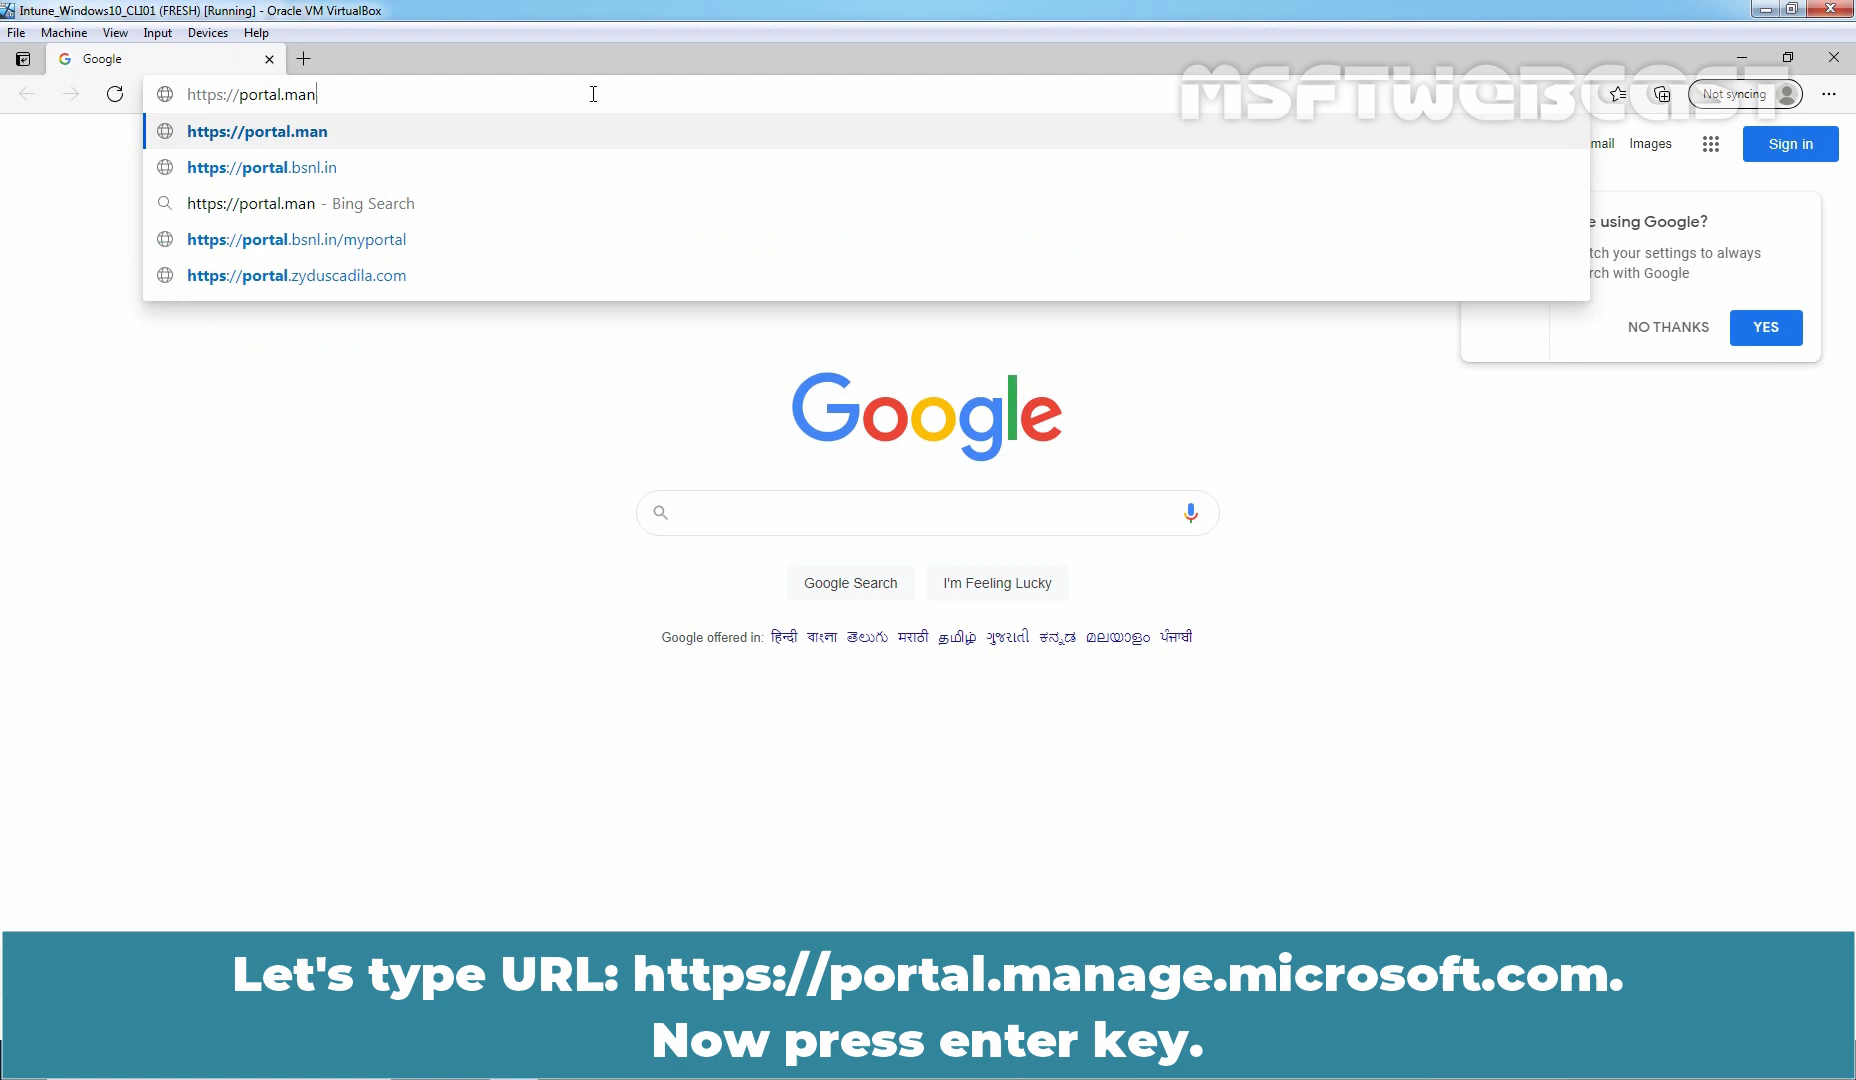 Intune_Windows10_CLI01 (FRESH) [Running] - Oracle VM VirtualBox
File Machine View Input Devices Help
Google
https://portal.man
Not syncing
MSFTWEBCAST
https://portal.man
https://portal.bsnl.in
https://portal.man - Bing Search
https://portal.bsnl.in/myportal
https://portal.zyduscadila.com
mail Images Sign in
e using Google?
tch your settings to always
rch with Google
NO THANKS YES
Google
Google Search I'm Feeling Lucky
Google offered in: हिन्दी বাংলা తెలుగు मराठी தமிழ் ગુજરાતી ಕನ್ನಡ മലയാളം ਪੰਜਾਬੀ
Let's type URL: https://portal.manage.microsoft.com.
Now press enter key.